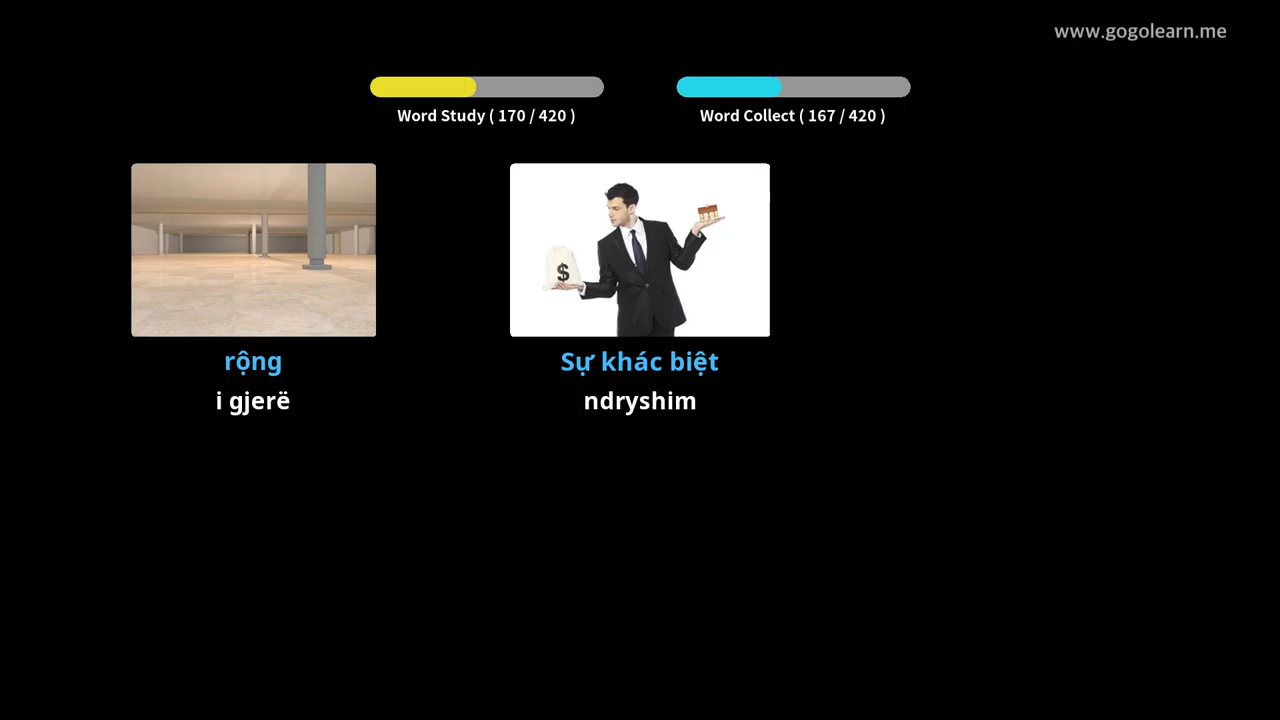 www.gogolearn.me
Word Study ( 170 / 420 )
Word Collect ( 167 / 420 )
$
rộng
i gjerë
Sự khác biệt
ndryshim